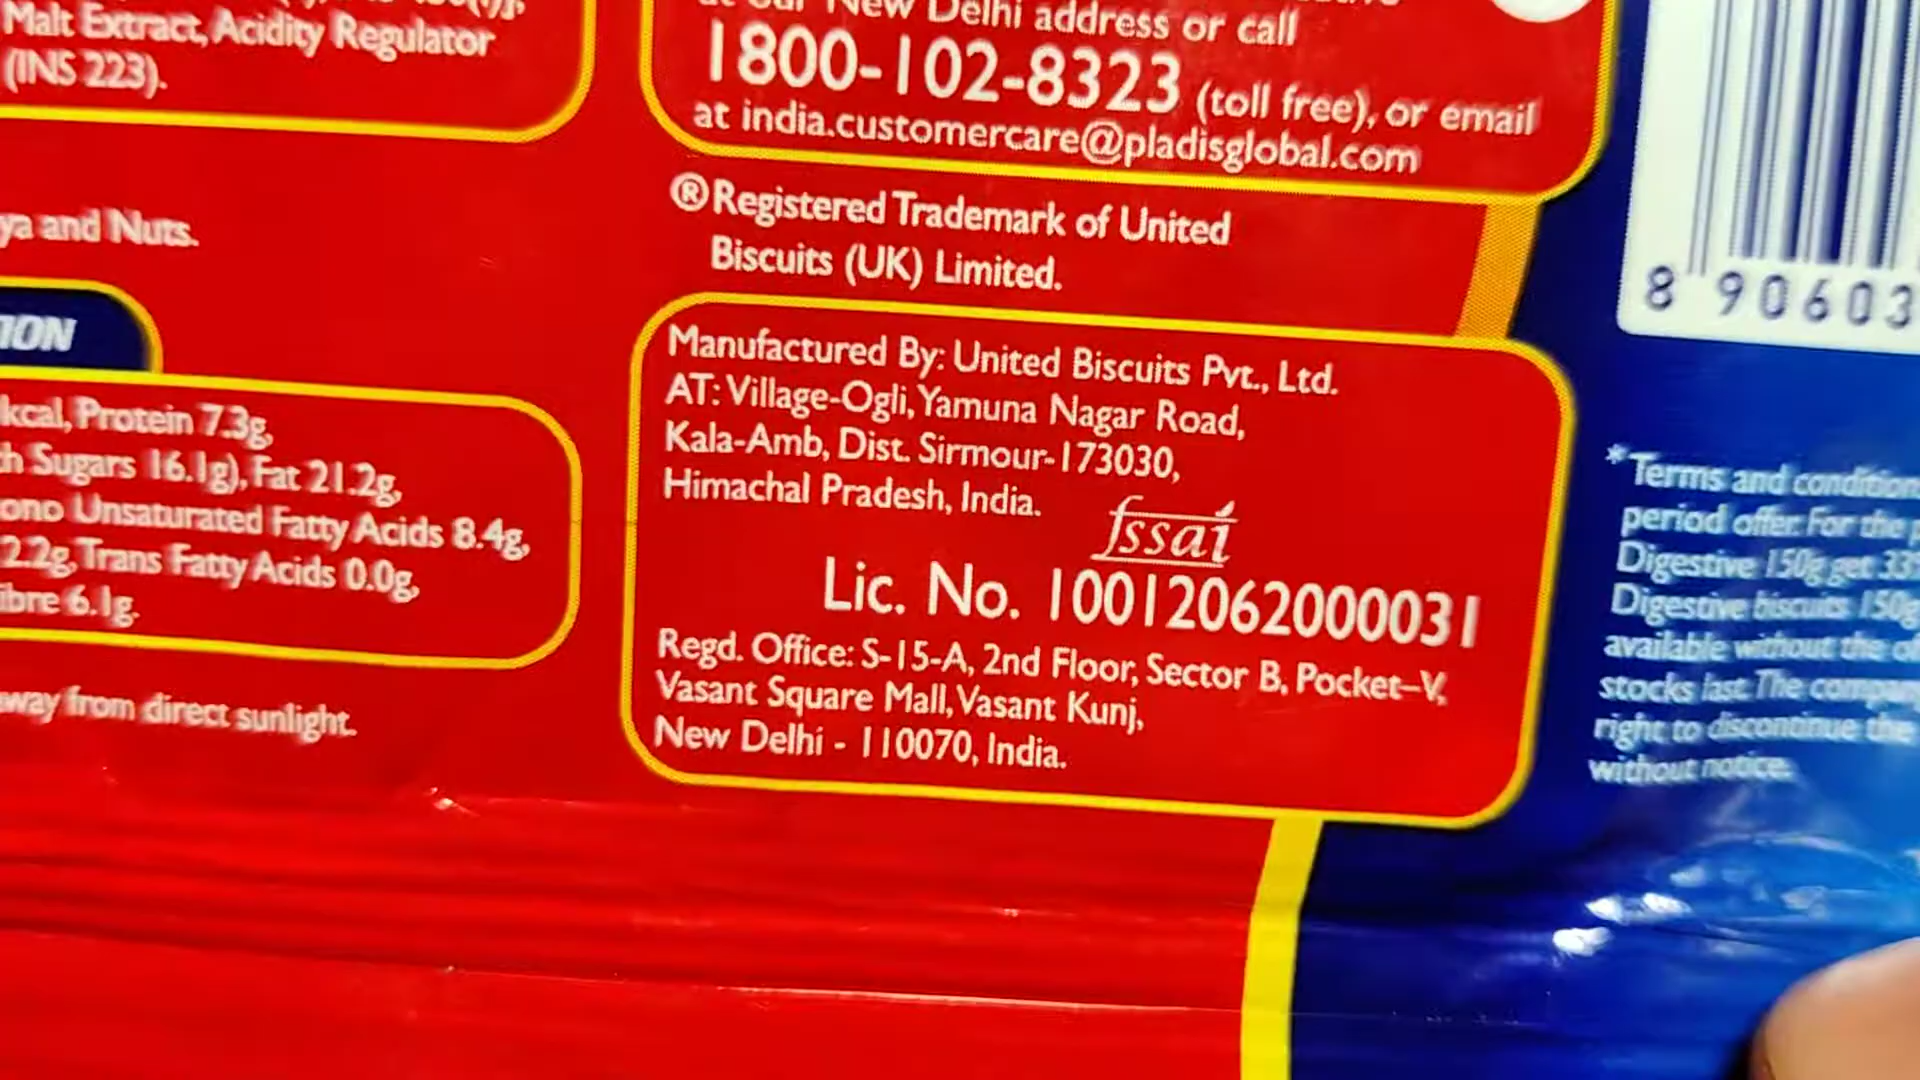 Malt Extract, Acidity Regulator
(INS 223).
ya and Nuts.
ION
kcal, Protein 7.3g,
h Sugars 16.1g), Fat 21.2g,
ono Unsaturated Fatty Acids 8.4g,
2.2g, Trans Fatty Acids 0.0g,
ibre 6.1g.
way from direct sunlight.
at our New Delhi address or call
1800-102-8323 (toll free), or email
at india.customercare@pladisglobal.com
®Registered Trademark of United
Biscuits (UK) Limited.
Manufactured By: United Biscuits Pvt., Ltd.
AT: Village-Ogli, Yamuna Nagar Road,
Kala-Amb, Dist. Sirmour-173030,
Himachal Pradesh, India.
fssai
Lic. No. 10012062000031
Regd. Office: S-15-A, 2nd Floor, Sector B, Pocket–V,
Vasant Square Mall, Vasant Kunj,
New Delhi - 110070, India.
8 90603
*Terms and condition
period offer. For the p
Digestive 150g get 33
Digestive biscuits 150g
available without the of
stocks last. The company
right to discontinue the
without notice.